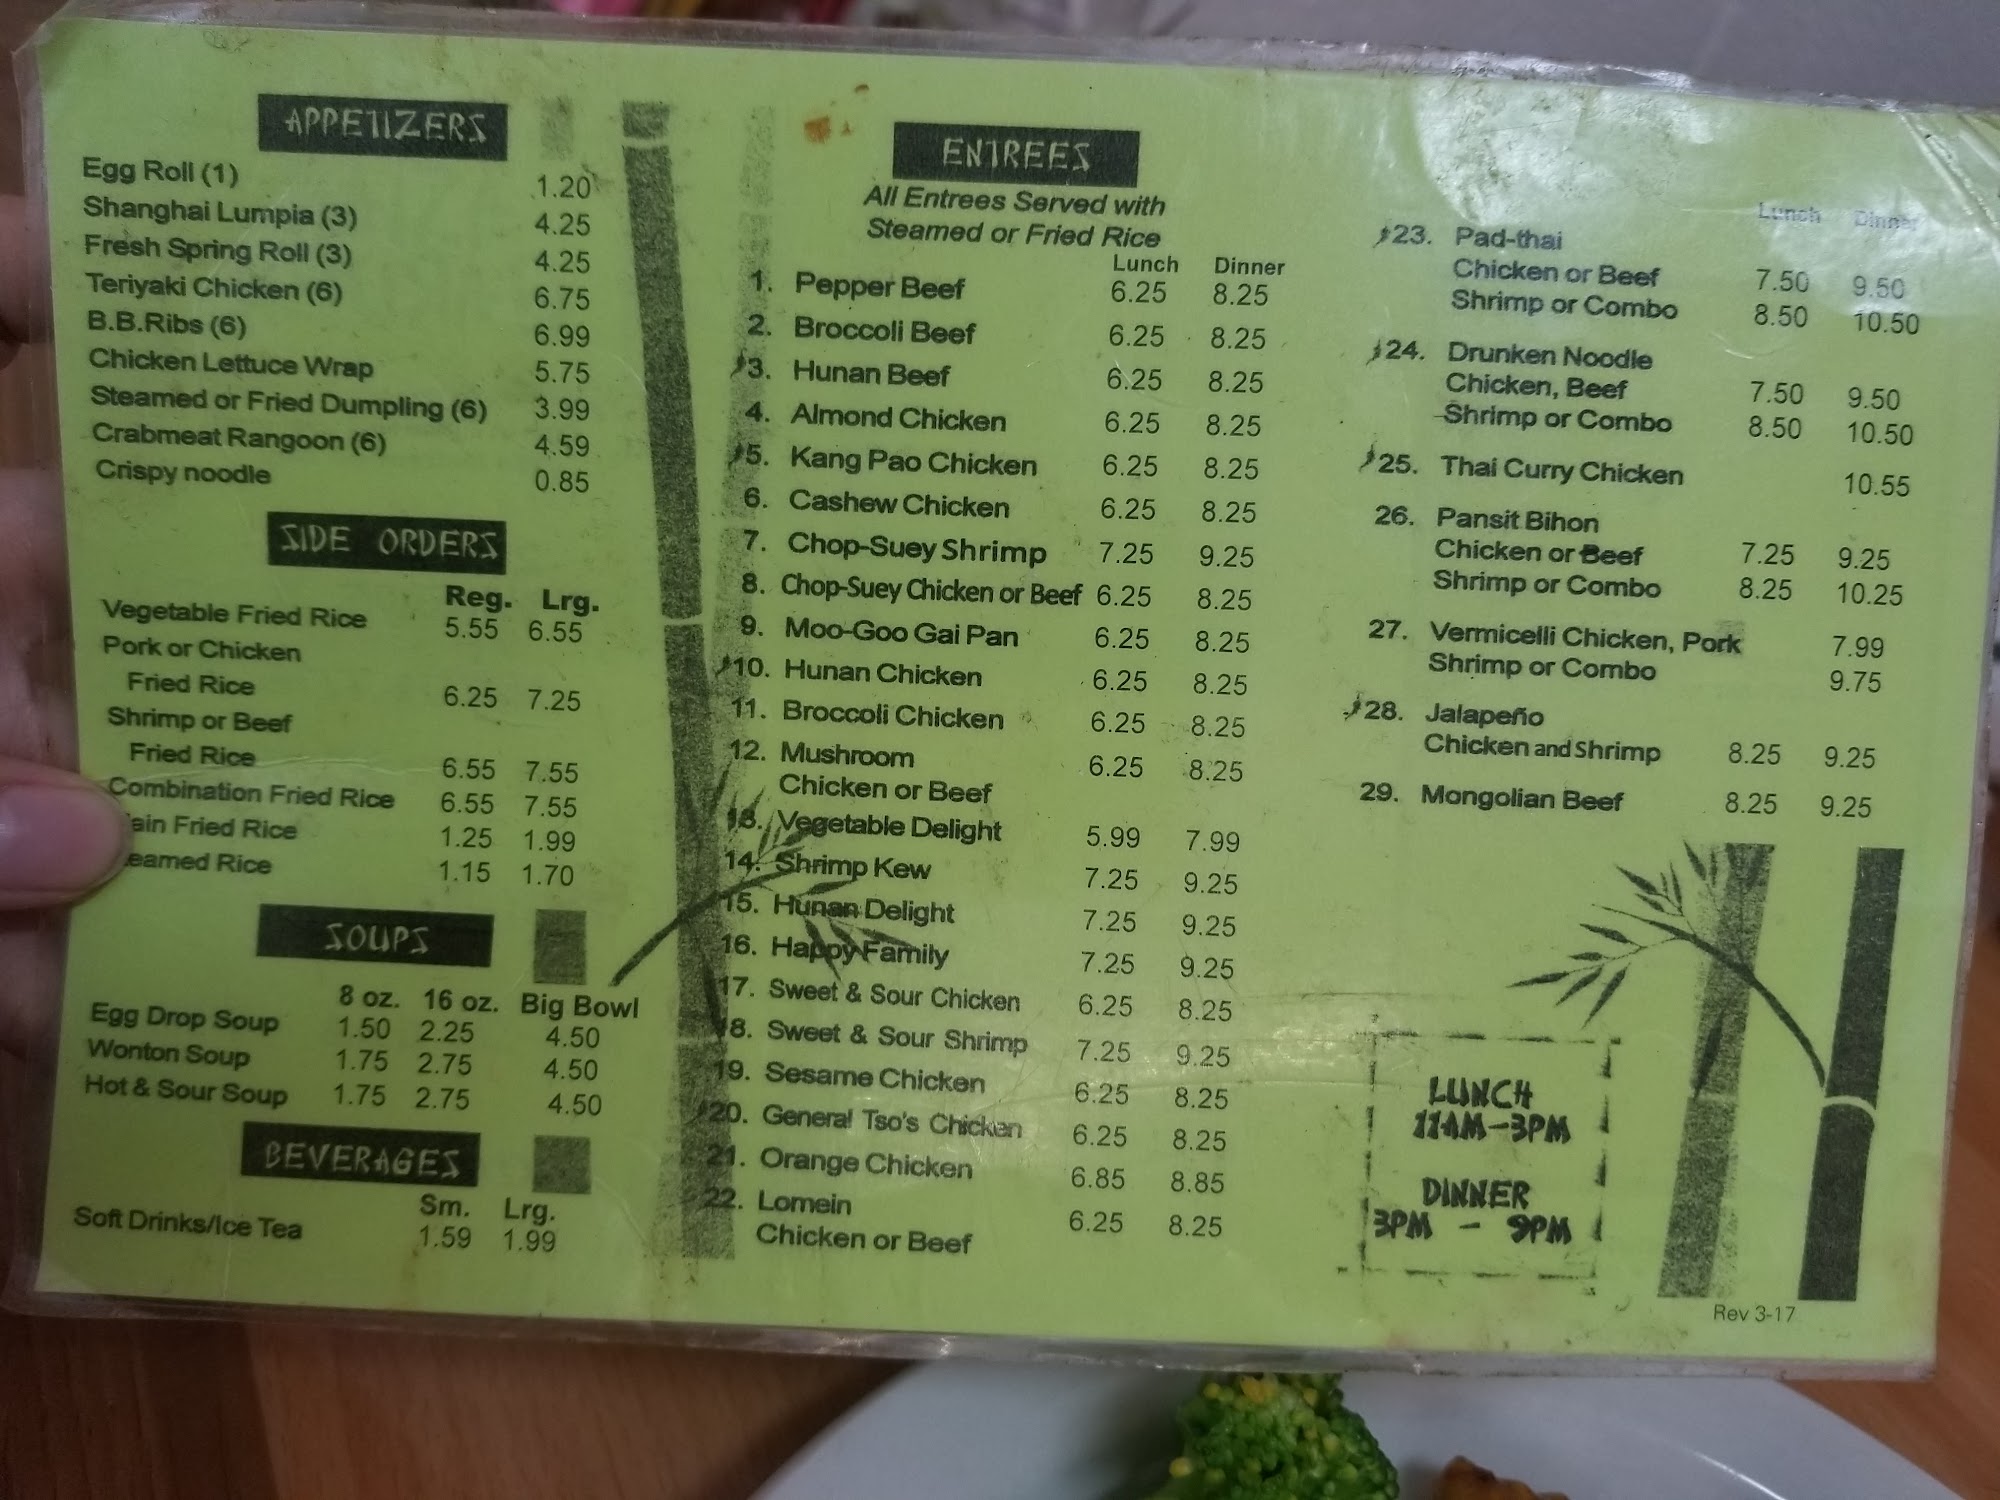 APPETIZERS
Egg Roll (1) 1.20
Shanghai Lumpia (3) 4.25
Fresh Spring Roll (3) 4.25
Teriyaki Chicken (6) 6.75
B.B.Ribs (6) 6.99
Chicken Lettuce Wrap 5.75
Steamed or Fried Dumpling (6) 3.99
Crabmeat Rangoon (6) 4.59
Crispy noodle 0.85
SIDE ORDERS
Reg. Lrg.
Vegetable Fried Rice 5.55 6.55
Pork or Chicken
Fried Rice 6.25 7.25
Shrimp or Beef
Fried Rice 6.55 7.55
Combination Fried Rice 6.55 7.55
ain Fried Rice 1.25 1.99
eamed Rice 1.15 1.70
SOUPS
8 oz. 16 oz. Big Bowl
Egg Drop Soup 1.50 2.25 4.50
Wonton Soup 1.75 2.75 4.50
Hot & Sour Soup 1.75 2.75 4.50
BEVERAGES
Sm. Lrg.
Soft Drinks/Ice Tea 1.59 1.99
ENTREES
All Entrees Served with
Steamed or Fried Rice
Lunch Dinner
1. Pepper Beef 6.25 8.25
2. Broccoli Beef 6.25 8.25
3. Hunan Beef 6.25 8.25
4. Almond Chicken 6.25 8.25
5. Kang Pao Chicken 6.25 8.25
6. Cashew Chicken 6.25 8.25
7. Chop-Suey Shrimp 7.25 9.25
8. Chop-Suey Chicken or Beef 6.25 8.25
9. Moo-Goo Gai Pan 6.25 8.25
10. Hunan Chicken 6.25 8.25
11. Broccoli Chicken 6.25 8.25
12. Mushroom 6.25 8.25
Chicken or Beef
13. Vegetable Delight 5.99 7.99
14. Shrimp Kew 7.25 9.25
15. Hunan Delight 7.25 9.25
16. Happy Family 7.25 9.25
17. Sweet & Sour Chicken 6.25 8.25
18. Sweet & Sour Shrimp 7.25 9.25
19. Sesame Chicken 6.25 8.25
20. General Tso's Chicken 6.25 8.25
21. Orange Chicken 6.85 8.85
22. Lomein 6.25 8.25
Chicken or Beef
Lunch Dinner
23. Pad-thai
Chicken or Beef 7.50 9.50
Shrimp or Combo 8.50 10.50
24. Drunken Noodle
Chicken, Beef 7.50 9.50
Shrimp or Combo 8.50 10.50
25. Thai Curry Chicken 10.55
26. Pansit Bihon
Chicken or Beef 7.25 9.25
Shrimp or Combo 8.25 10.25
27. Vermicelli Chicken, Pork 7.99
Shrimp or Combo 9.75
28. Jalapeño
Chicken and Shrimp 8.25 9.25
29. Mongolian Beef 8.25 9.25
LUNCH
11AM-3PM
DINNER
3PM - 9PM
Rev 3-17